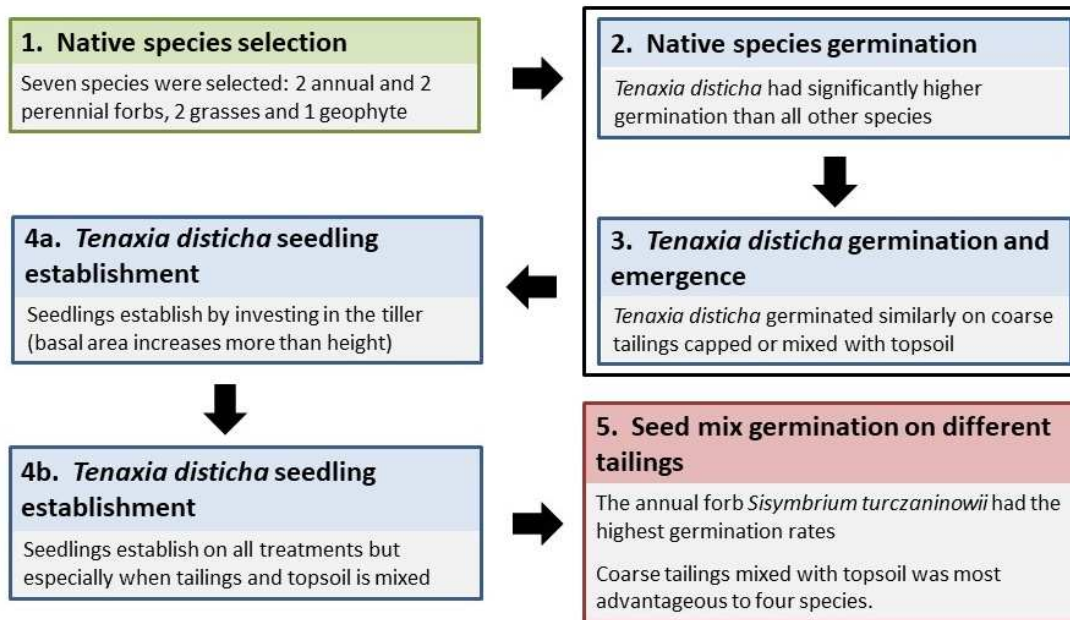 1. Native species selection
Seven species were selected: 2 annual and 2
perennial forbs, 2 grasses and 1 geophyte
2. Native species germination
Tenaxia disticha had significantly higher
germination than all other species
3. Tenaxia disticha germination and
emergence
Tenaxia disticha germinated similarly on coarse
tailings capped or mixed with topsoil
4a. Tenaxia disticha seedling
establishment
Seedlings establish by investing in the tiller
(basal area increases more than height)
4b. Tenaxia disticha seedling
establishment
Seedlings establish on all treatments but
especially when tailings and topsoil is mixed
5. Seed mix germination on different
tailings
The annual forb Sisymbrium turczaninowii had the
highest germination rates
Coarse tailings mixed with topsoil was most
advantageous to four species.